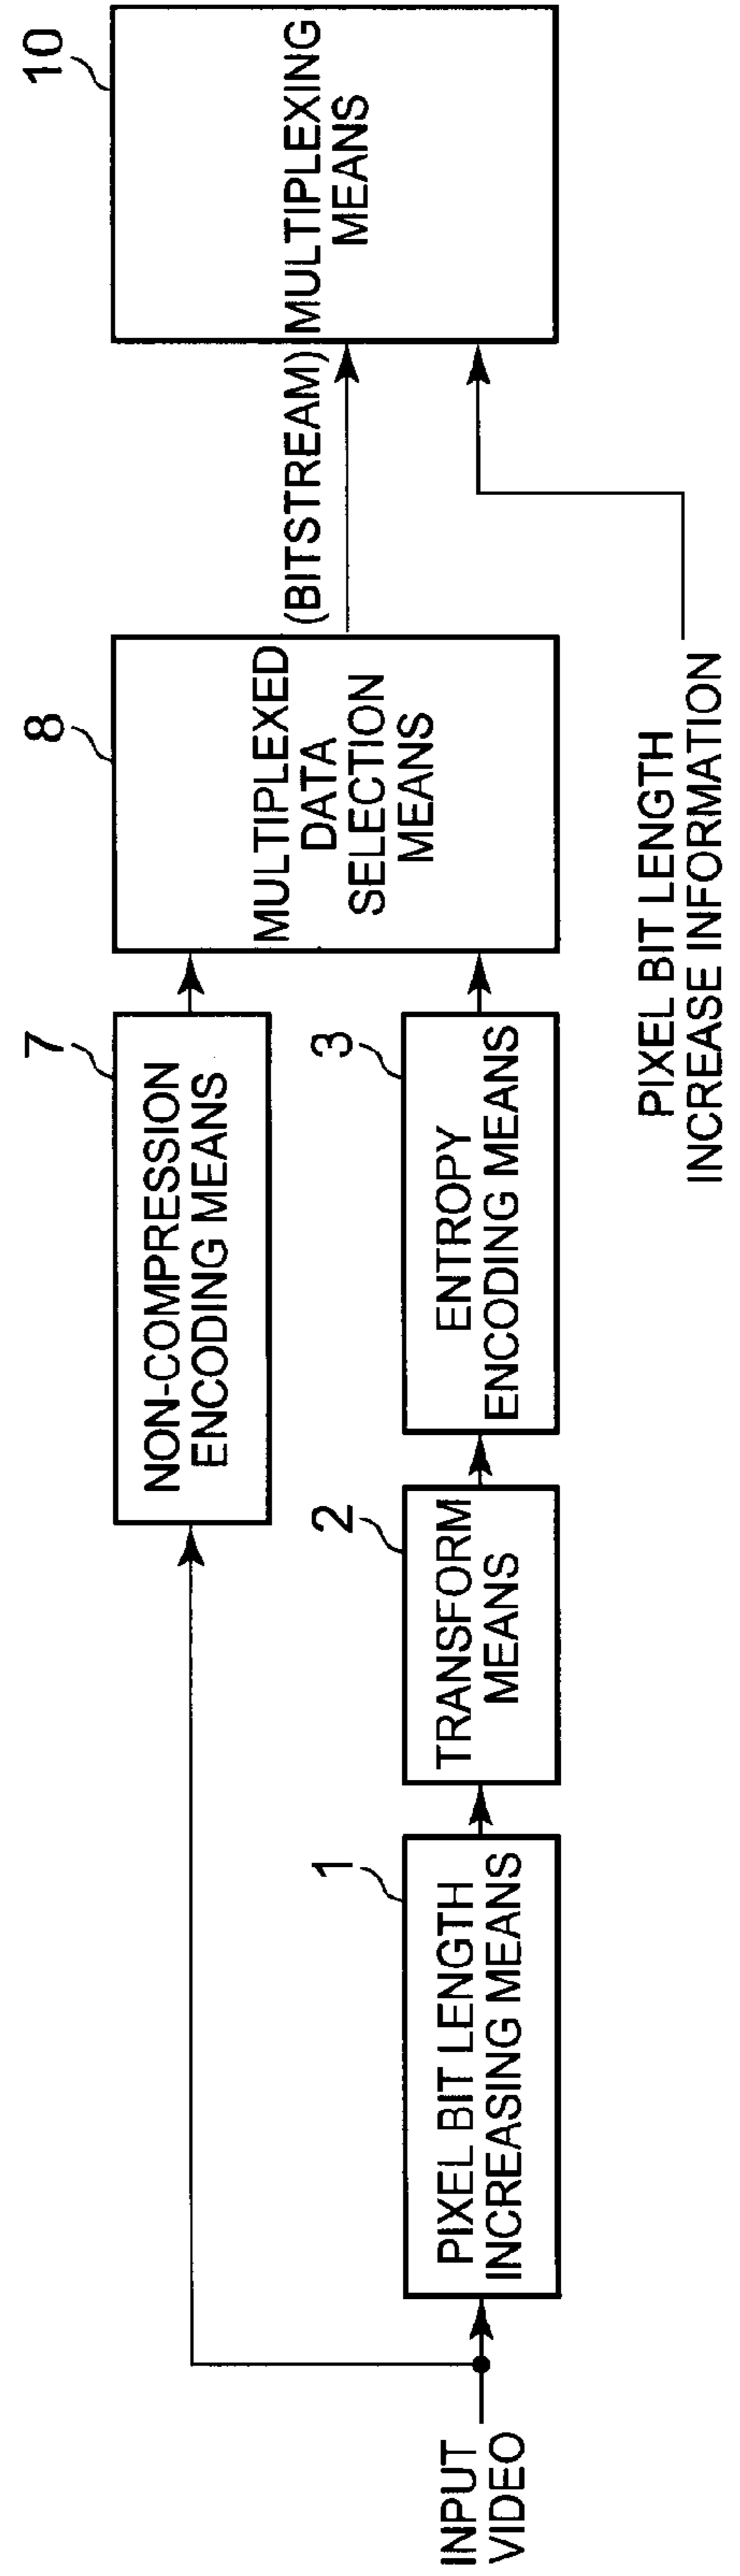 INPUT
VIDEO
1
PIXEL BIT LENGTH
INCREASING MEANS
2
TRANSFORM
MEANS
3
ENTROPY
ENCODING MEANS
7
NON-COMPRESSION
ENCODING MEANS
8
MULTIPLEXED
DATA
SELECTION
MEANS
(BITSTREAM)
10
MULTIPLEXING
MEANS
PIXEL BIT LENGTH
INCREASE INFORMATION